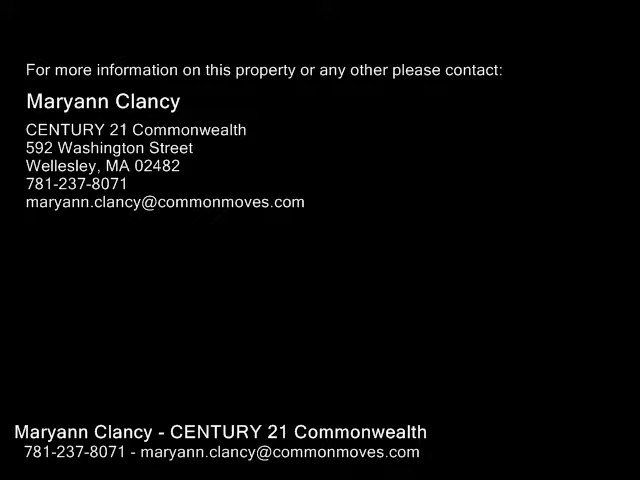 For more information on this property or any other please contact:
Maryann Clancy
CENTURY 21 Commonwealth
592 Washington Street
Wellesley, MA 02482
781-237-8071
maryann.clancy@commonmoves.com
Maryann Clancy - CENTURY 21 Commonwealth
781-237-8071 - maryann.clancy@commonmoves.com